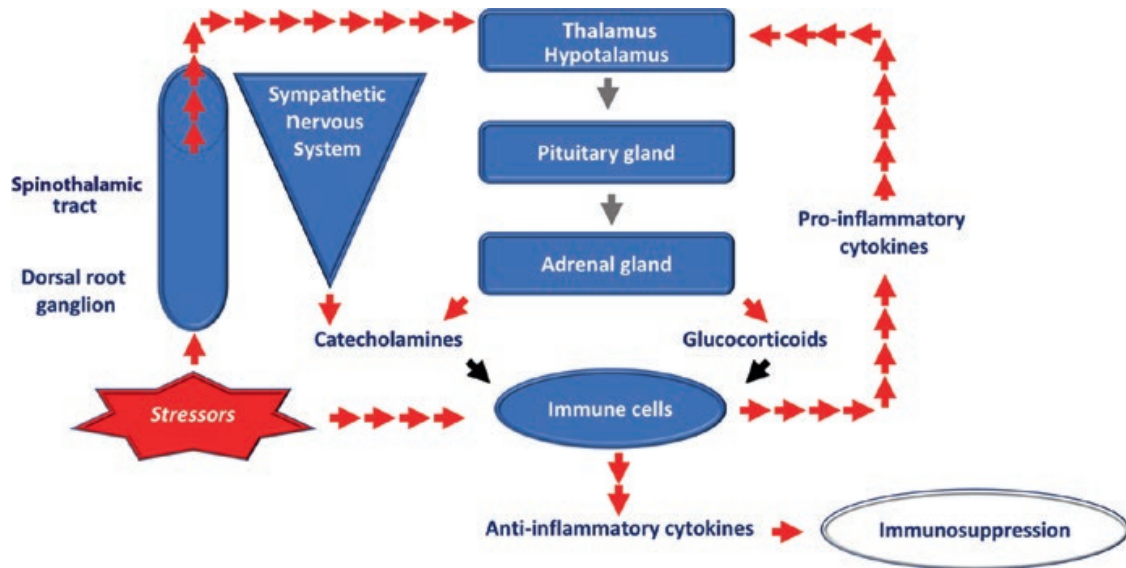 Thalamus
Hypotalamus
Sympathetic
nervous
system
Pituitary gland
Spinothalamic
tract
Pro-inflammatory
cytokines
Adrenal gland
Dorsal root
ganglion
Catecholamines
Glucocorticoids
Stressors
Immune cells
Anti-inflammatory cytokines
Immunosuppression